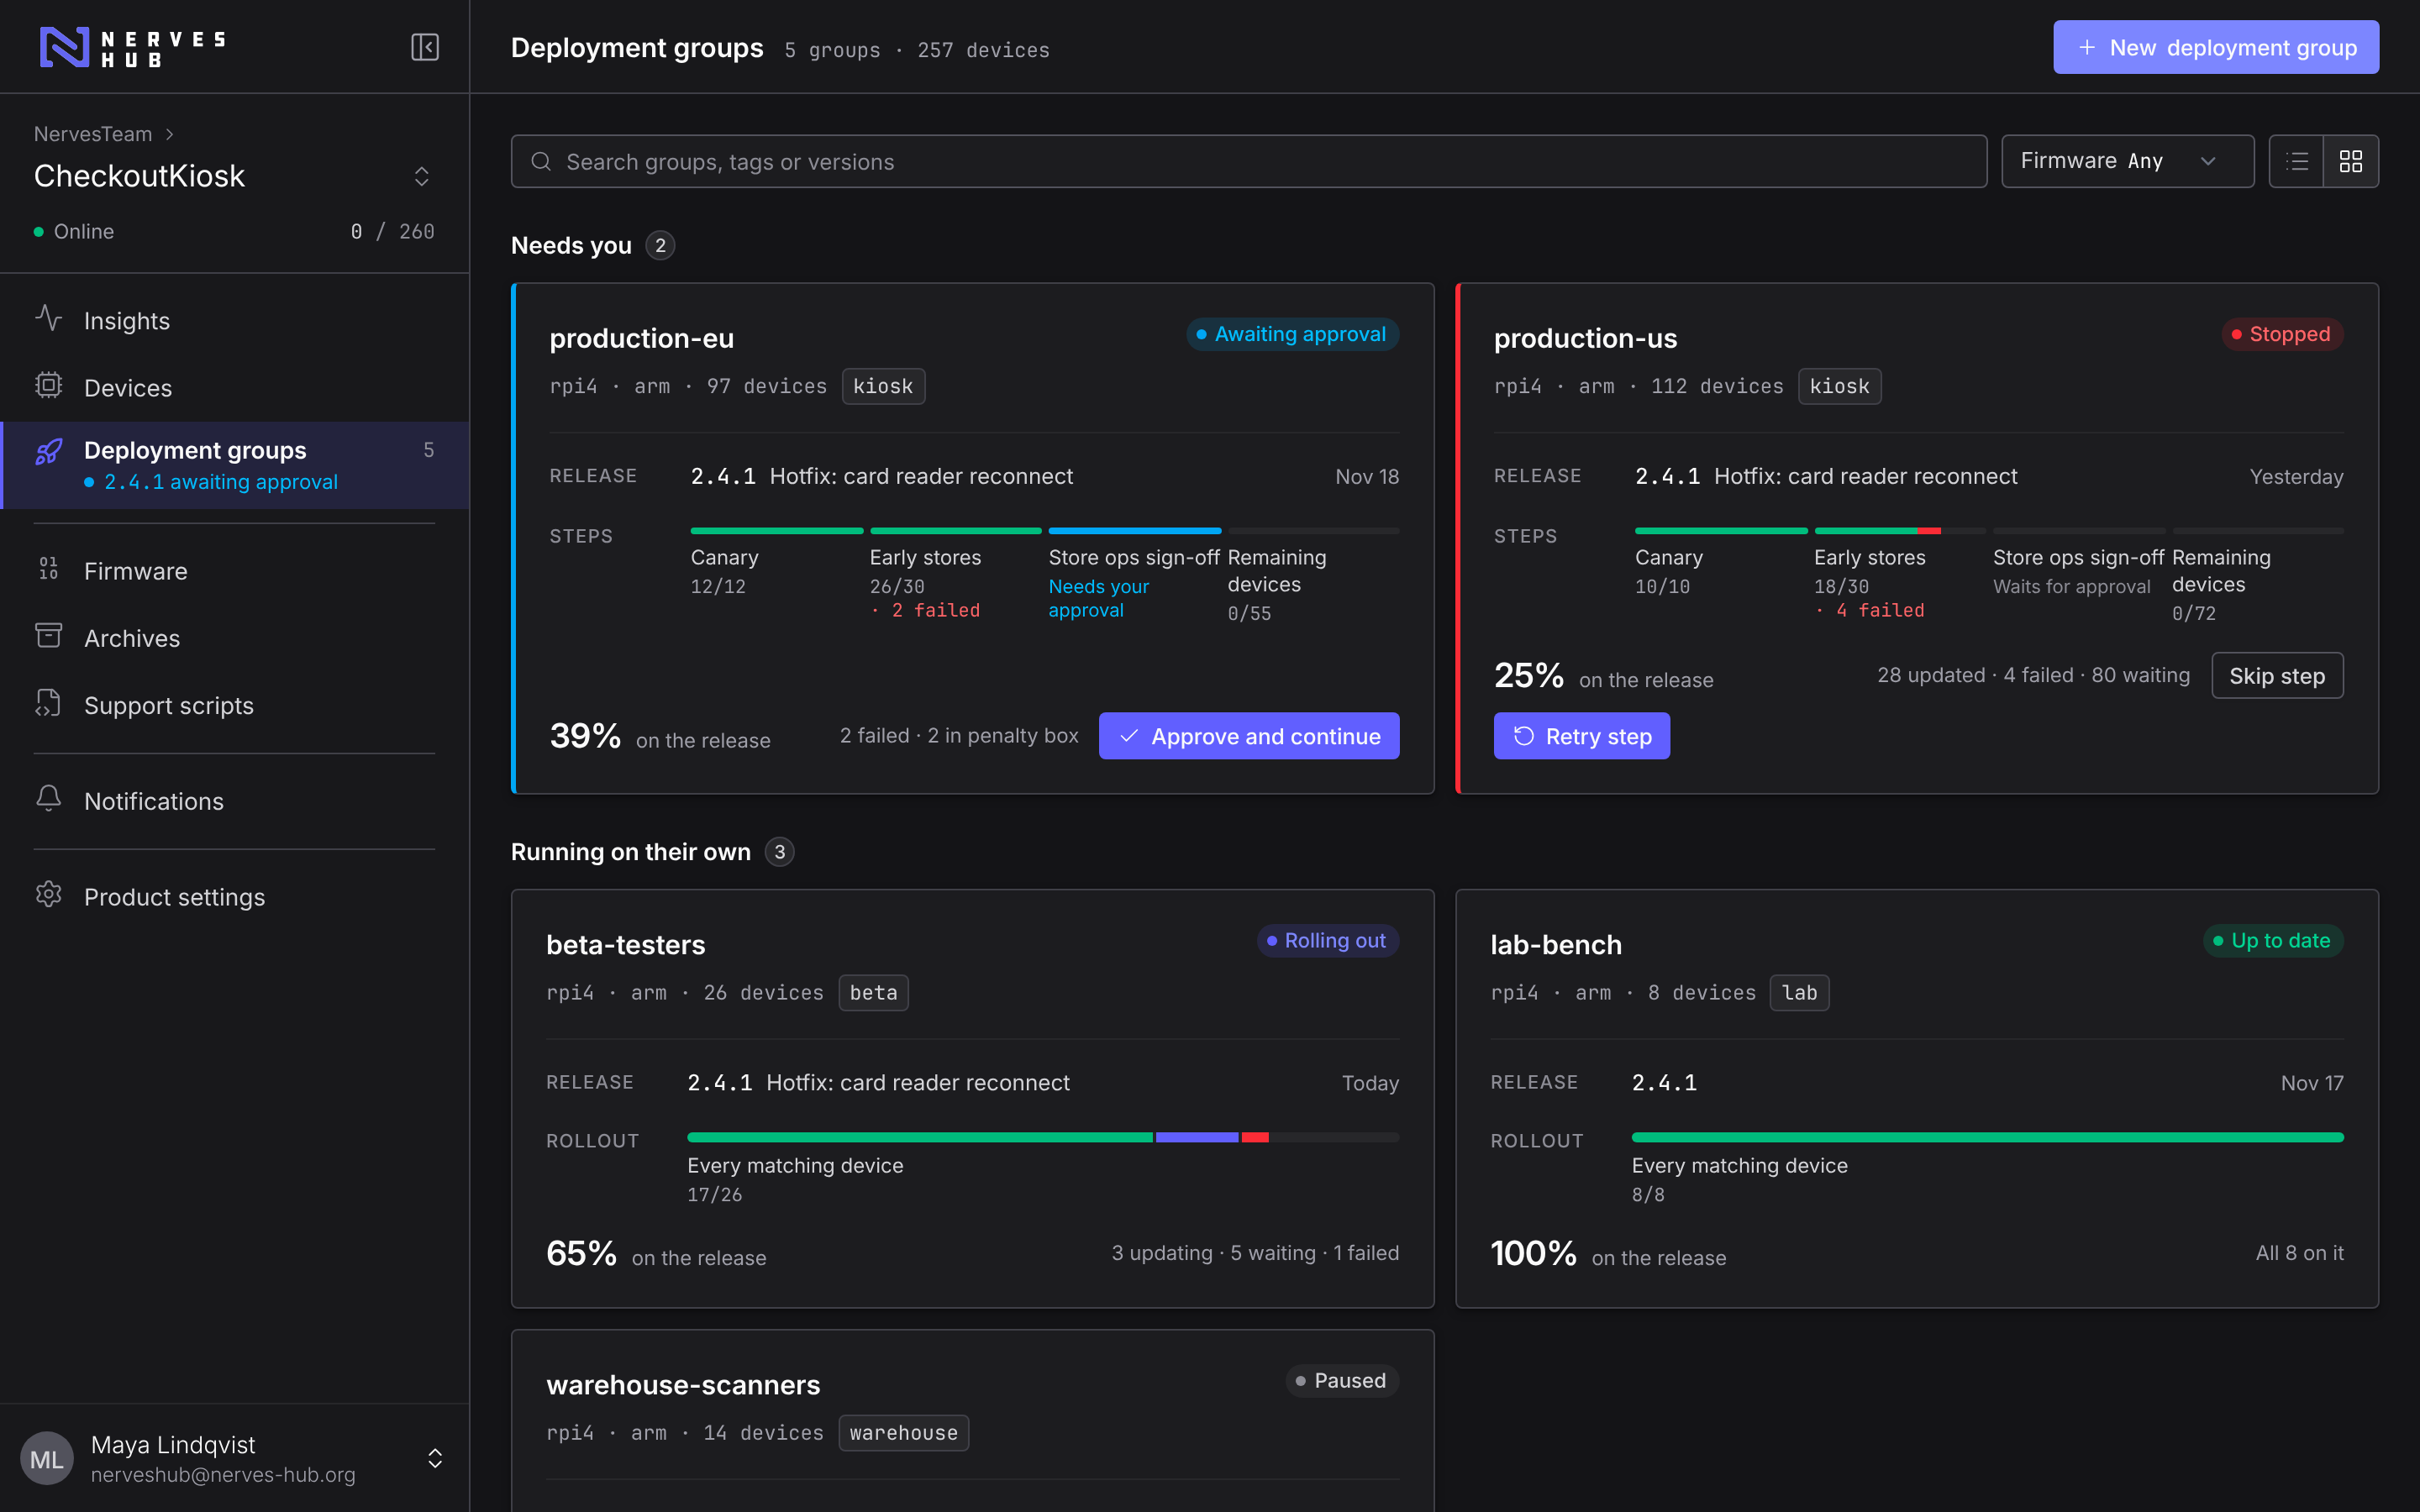 NERVES
HUB
NervesTeam
CheckoutKiosk
Online
0 / 260
Insights
Devices
Deployment groups 5
2.4.1 awaiting approval
Firmware
Archives
Support scripts
Notifications
Product settings
ML
Maya Lindqvist
nerveshub@nerves-hub.org
Deployment groups 5 groups · 257 devices
+ New deployment group
Search groups, tags or versions
Firmware Any
Needs you 2
production-eu
Awaiting approval
rpi4 · arm · 97 devices kiosk
RELEASE 2.4.1 Hotfix: card reader reconnect Nov 18
STEPS
Canary
12/12
Early stores
26/30
· 2 failed
Store ops sign-off
Needs your
approval
Remaining
devices
0/55
39% on the release 2 failed · 2 in penalty box Approve and continue
production-us
Stopped
rpi4 · arm · 112 devices kiosk
RELEASE 2.4.1 Hotfix: card reader reconnect Yesterday
STEPS
Canary
10/10
Early stores
18/30
· 4 failed
Store ops sign-off
Waits for approval
Remaining
devices
0/72
25% on the release 28 updated · 4 failed · 80 waiting Skip step
Retry step
Running on their own 3
beta-testers
Rolling out
rpi4 · arm · 26 devices beta
RELEASE 2.4.1 Hotfix: card reader reconnect Today
ROLLOUT
Every matching device
17/26
65% on the release 3 updating · 5 waiting · 1 failed
lab-bench
Up to date
rpi4 · arm · 8 devices lab
RELEASE 2.4.1 Nov 17
ROLLOUT
Every matching device
8/8
100% on the release All 8 on it
warehouse-scanners
Paused
rpi4 · arm · 14 devices warehouse